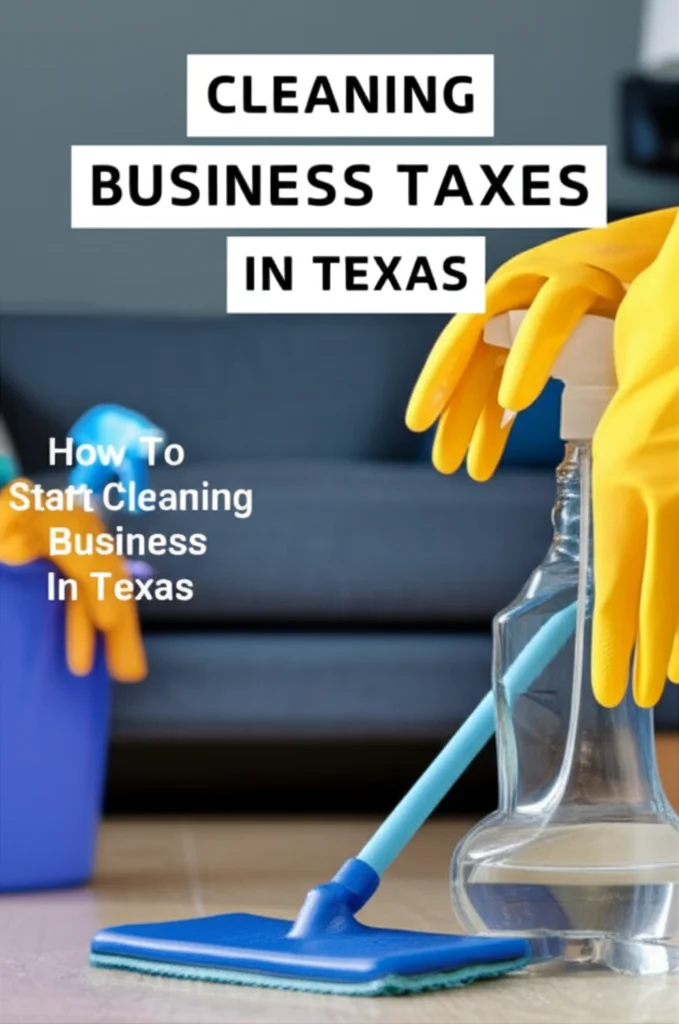 CLEANING
BUSINESS TAXES
IN TEXAS
How To
Start Cleaning
Business
In Texas